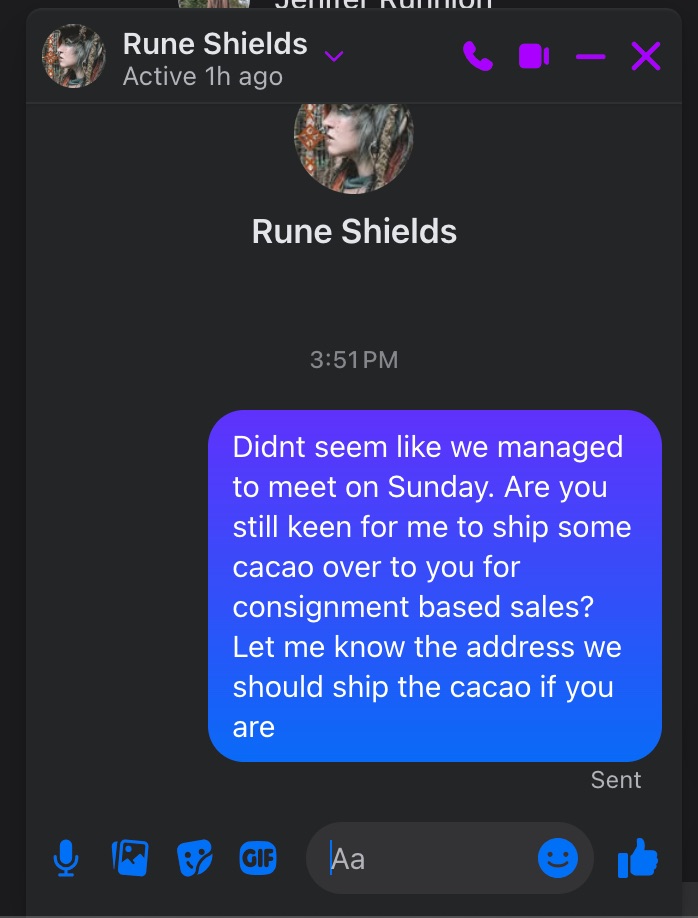 Jenifer Runnion
Rune Shields
Active 1h ago
Rune Shields
3:51 PM
Didnt seem like we managed
to meet on Sunday. Are you
still keen for me to ship some
cacao over to you for
consignment based sales?
Let me know the address we
should ship the cacao if you
are
Sent
GIF
Aa